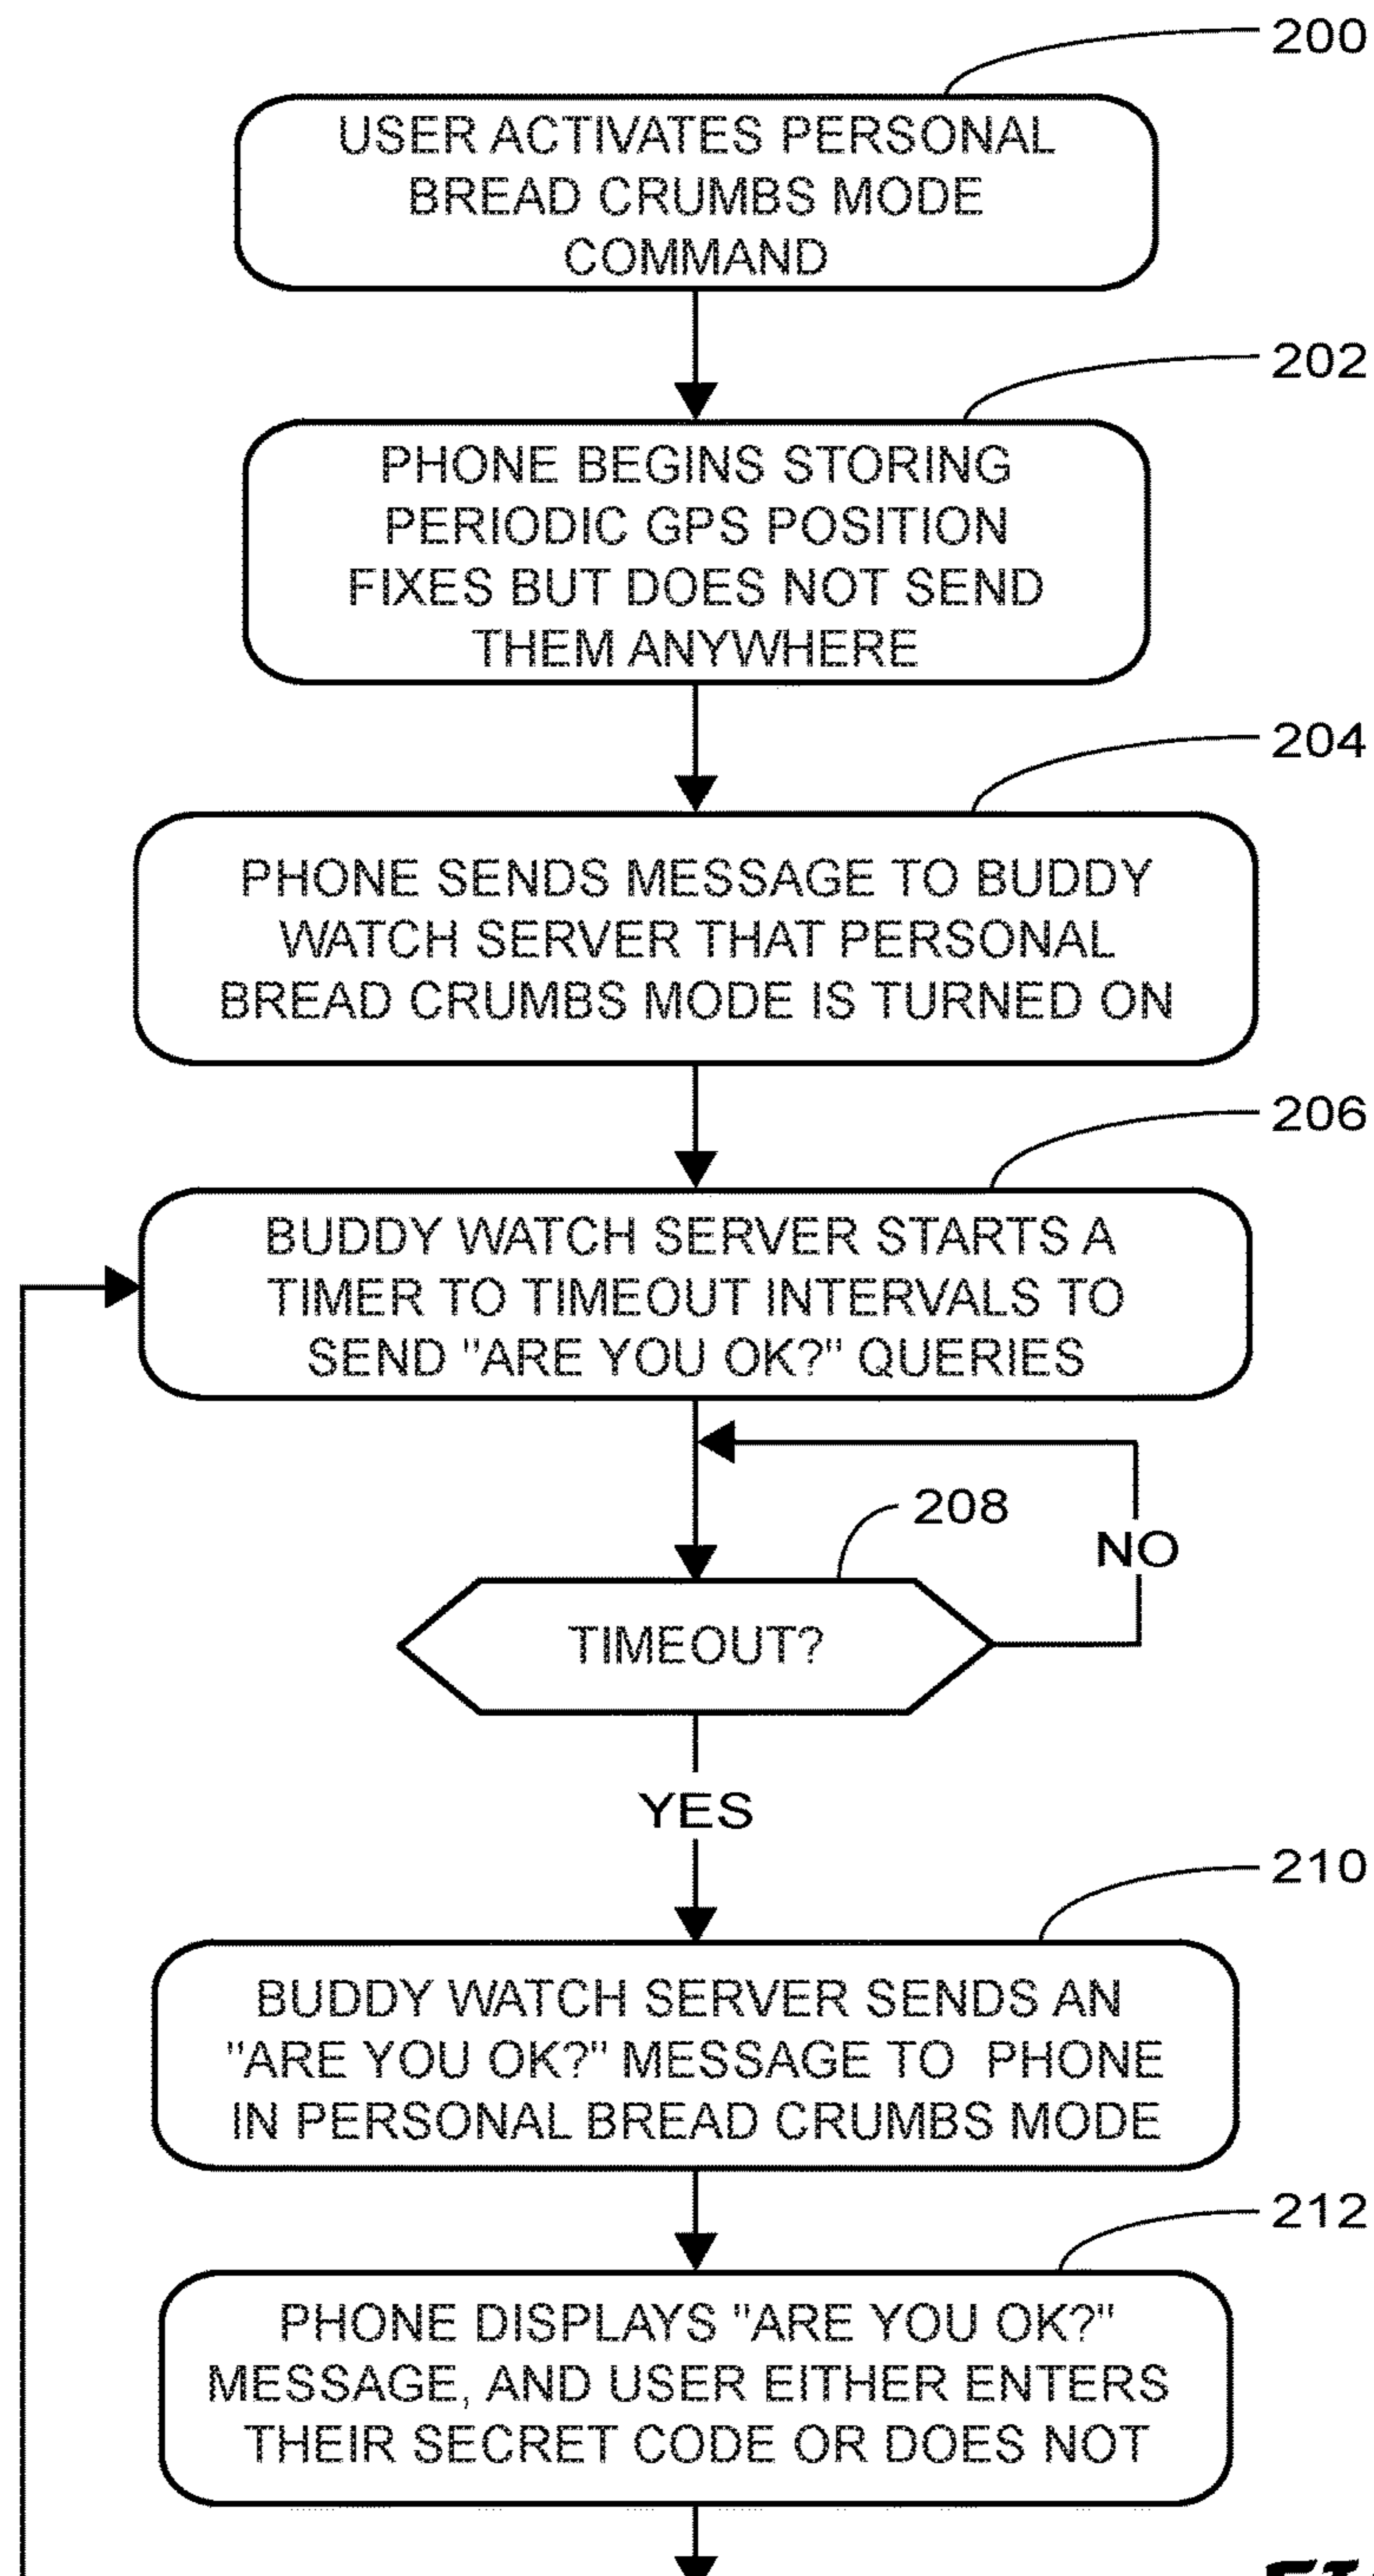 200
USER ACTIVATES PERSONAL
BREAD CRUMBS MODE
COMMAND
202
PHONE BEGINS STORING
PERIODIC GPS POSITION
FIXES BUT DOES NOT SEND
THEM ANYWHERE
204
PHONE SENDS MESSAGE TO BUDDY
WATCH SERVER THAT PERSONAL
BREAD CRUMBS MODE IS TURNED ON
206
BUDDY WATCH SERVER STARTS A
TIMER TO TIMEOUT INTERVALS TO
SEND "ARE YOU OK?" QUERIES
208
NO
TIMEOUT?
YES
210
BUDDY WATCH SERVER SENDS AN
"ARE YOU OK?" MESSAGE TO PHONE
IN PERSONAL BREAD CRUMBS MODE
212
PHONE DISPLAYS "ARE YOU OK?"
MESSAGE, AND USER EITHER ENTERS
THEIR SECRET CODE OR DOES NOT